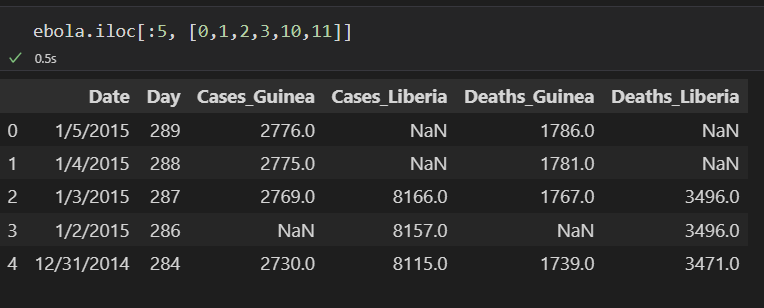 ebola.iloc[:5, [0,1,2,3,10,11]]
0.5s
Date Day Cases_Guinea Cases_Liberia Deaths_Guinea Deaths_Liberia
0 1/5/2015 289 2776.0 NaN 1786.0 NaN
1 1/4/2015 288 2775.0 NaN 1781.0 NaN
2 1/3/2015 287 2769.0 8166.0 1767.0 3496.0
3 1/2/2015 286 NaN 8157.0 NaN 3496.0
4 12/31/2014 284 2730.0 8115.0 1739.0 3471.0